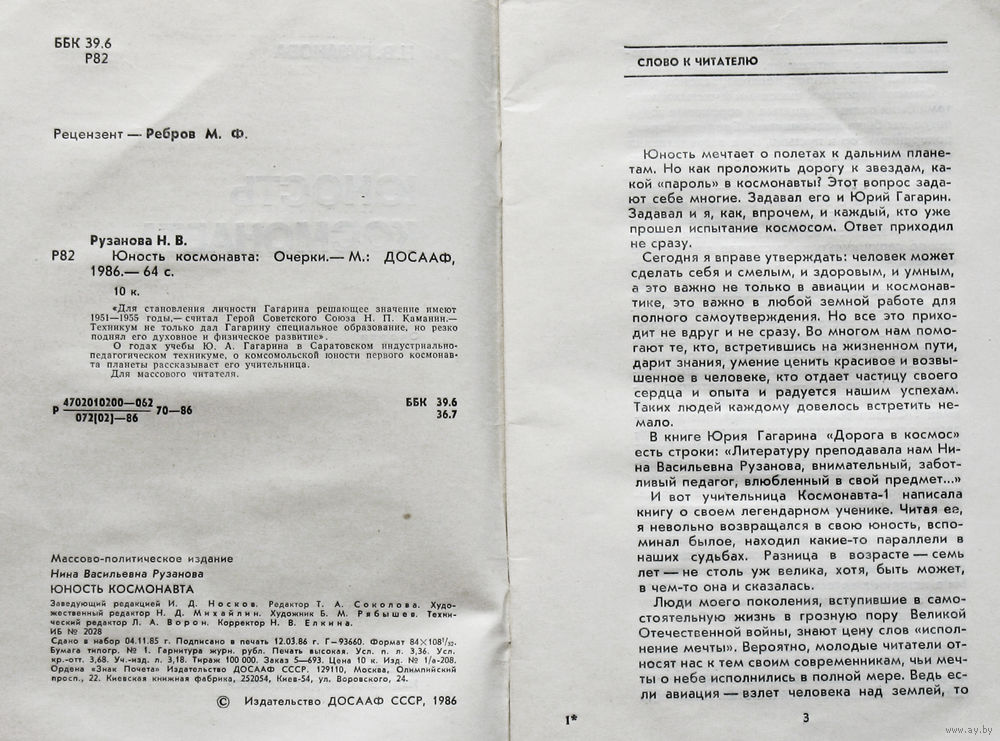 ББК 39.6
Р82
Рецензент — Ребров М. Ф.
Рузанова Н. В.
Р82 Юность космонавта: Очерки.— М.: ДОСААФ,
1986.— 64 с.
10 к.
«Для становления личности Гагарина решающее значение имеют
1951—1955 годы,— считал Герой Советского Союза Н. П. Каманин.—
Техникум не только дал Гагарину специальное образование, но резко
поднял его духовное и физическое развитие».
О годах учебы Ю. А. Гагарина в Саратовском индустриально-
педагогическом техникуме, о комсомольской юности первого космонав-
та планеты рассказывает его учительница.
Для массового читателя.
Р 4702010200—062 70—86
072(02)—86
ББК 39.6
36.7
Массово-политическое издание
Нина Васильевна Рузанова
ЮНОСТЬ КОСМОНАВТА
Заведующий редакцией И. Д. Носков. Редактор Т. А. Соколова. Худо-
жественный редактор Н. Д. Михайлин. Художник Б. М. Рябышев. Техни-
ческий редактор Л. А. Ворон. Корректор Н. В. Елкина.
ИБ № 2028
Сдано в набор 04.11.85 г. Подписано в печать 12.03.86 г. Г—93660. Формат 84×108¹/₃₂.
Бумага типогр. № 1. Гарнитура журн. рубл. Печать высокая. Усл. п. л. 3,36. Усл.
кр.-отт. 3,68. Уч.-изд. л. 3,18. Тираж 100 000. Заказ 5—693. Цена 10 к. Изд. № 1/а-208.
Ордена «Знак Почета» Издательство ДОСААФ СССР. 129110, Москва, Олимпийский
просп., 22. Киевская книжная фабрика, 252054, Киев-54, ул. Воровского, 24.
© Издательство ДОСААФ СССР, 1986
СЛОВО К ЧИТАТЕЛЮ
Юность мечтает о полетах к дальним плане-
там. Но как проложить дорогу к звездам, ка-
кой «пароль» в космонавты? Этот вопрос зада-
ют себе многие. Задавал его и Юрий Гагарин.
Задавал и я, как, впрочем, и каждый, кто уже
прошел испытание космосом. Ответ приходил
не сразу.
Сегодня я вправе утверждать: человек может
сделать себя и смелым, и здоровым, и умным,
а это важно не только в авиации и космонав-
тике, это важно в любой земной работе для
полного самоутверждения. Но все это прихо-
дит не вдруг и не сразу. Во многом нам помо-
гают те, кто, встретившись на жизненном пути,
дарит знания, умение ценить красивое и возвы-
шенное в человеке, кто отдает частицу своего
сердца и опыта и радуется нашим успехам.
Таких людей каждому довелось встретить не-
мало.
В книге Юрия Гагарина «Дорога в космос»
есть строки: «Литературу преподавала нам Ни-
на Васильевна Рузанова, внимательный, забот-
ливый педагог, влюбленный в свой предмет...»
И вот учительница Космонавта-1 написала
книгу о своем легендарном ученике. Читая ее,
я невольно возвращался в свою юность, вспо-
минал былое, находил какие-то параллели в
наших судьбах. Разница в возрасте — семь
лет — не столь уж велика, хотя, быть может,
в чем-то она и сказалась.
Люди моего поколения, вступившие в само-
стоятельную жизнь в грозную пору Великой
Отечественной войны, знают цену слов «испол-
нение мечты». Вероятно, молодые читатели от-
носят нас к тем своим современникам, чьи меч-
ты о небе исполнились в полной мере. Ведь ес-
ли авиация — взлет человека над землей, то
1*
3
www.ay.by